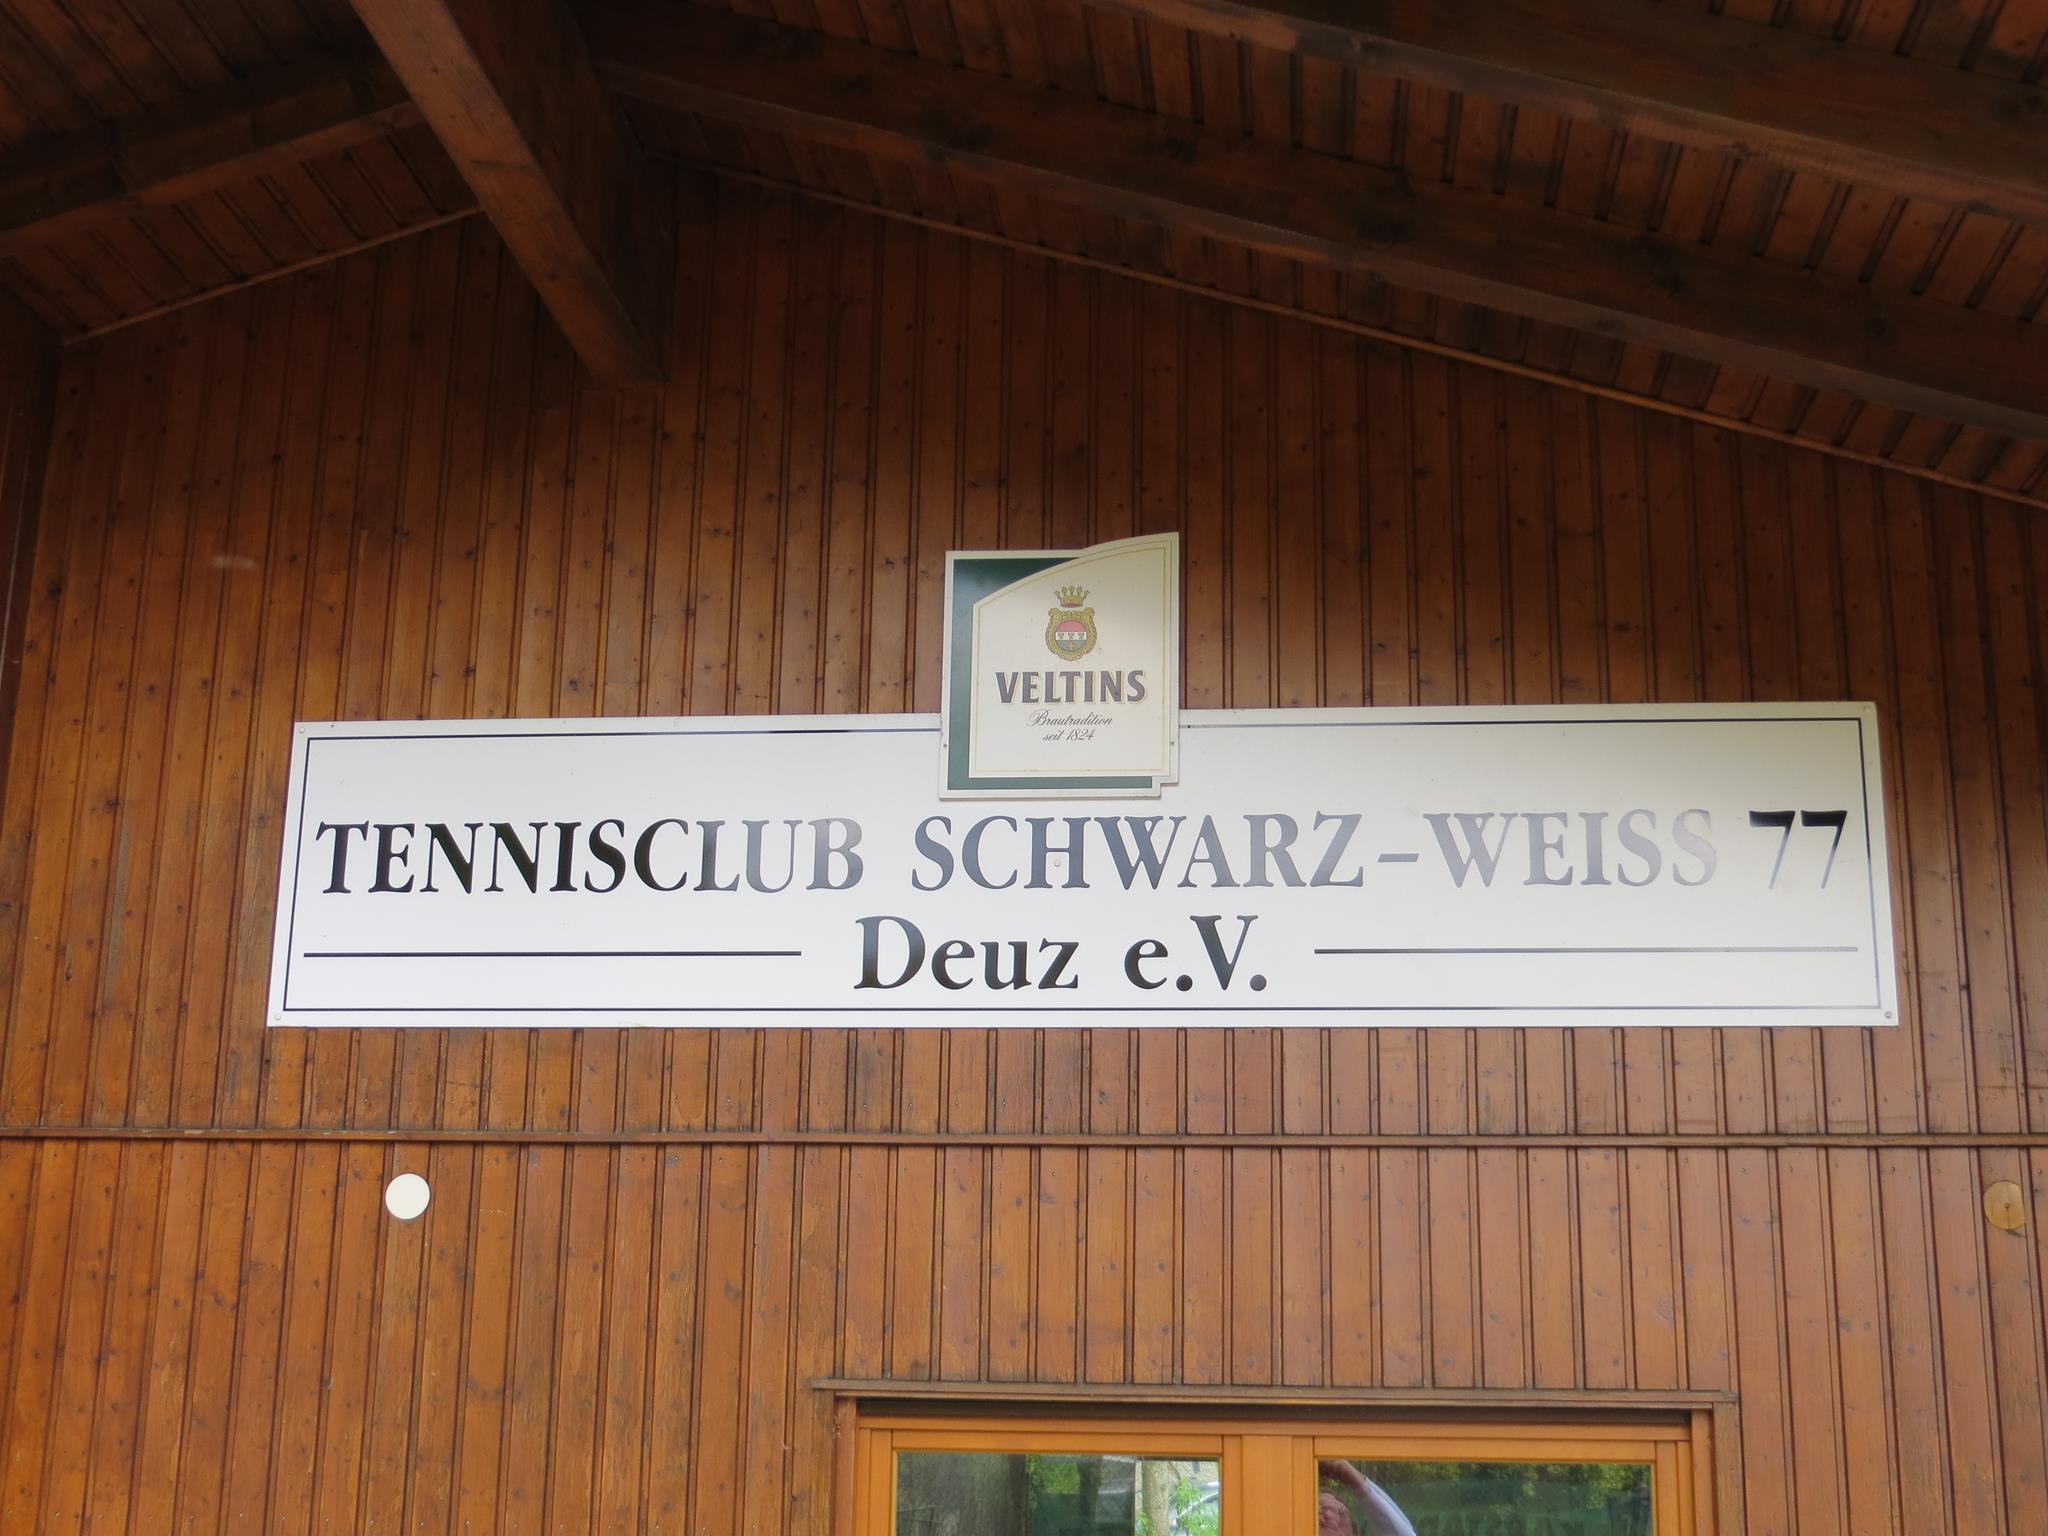 VELTINS
Brautradition
seit 1824
TENNISCLUB SCHWARZ-WEISS 77
Deuz e.V.